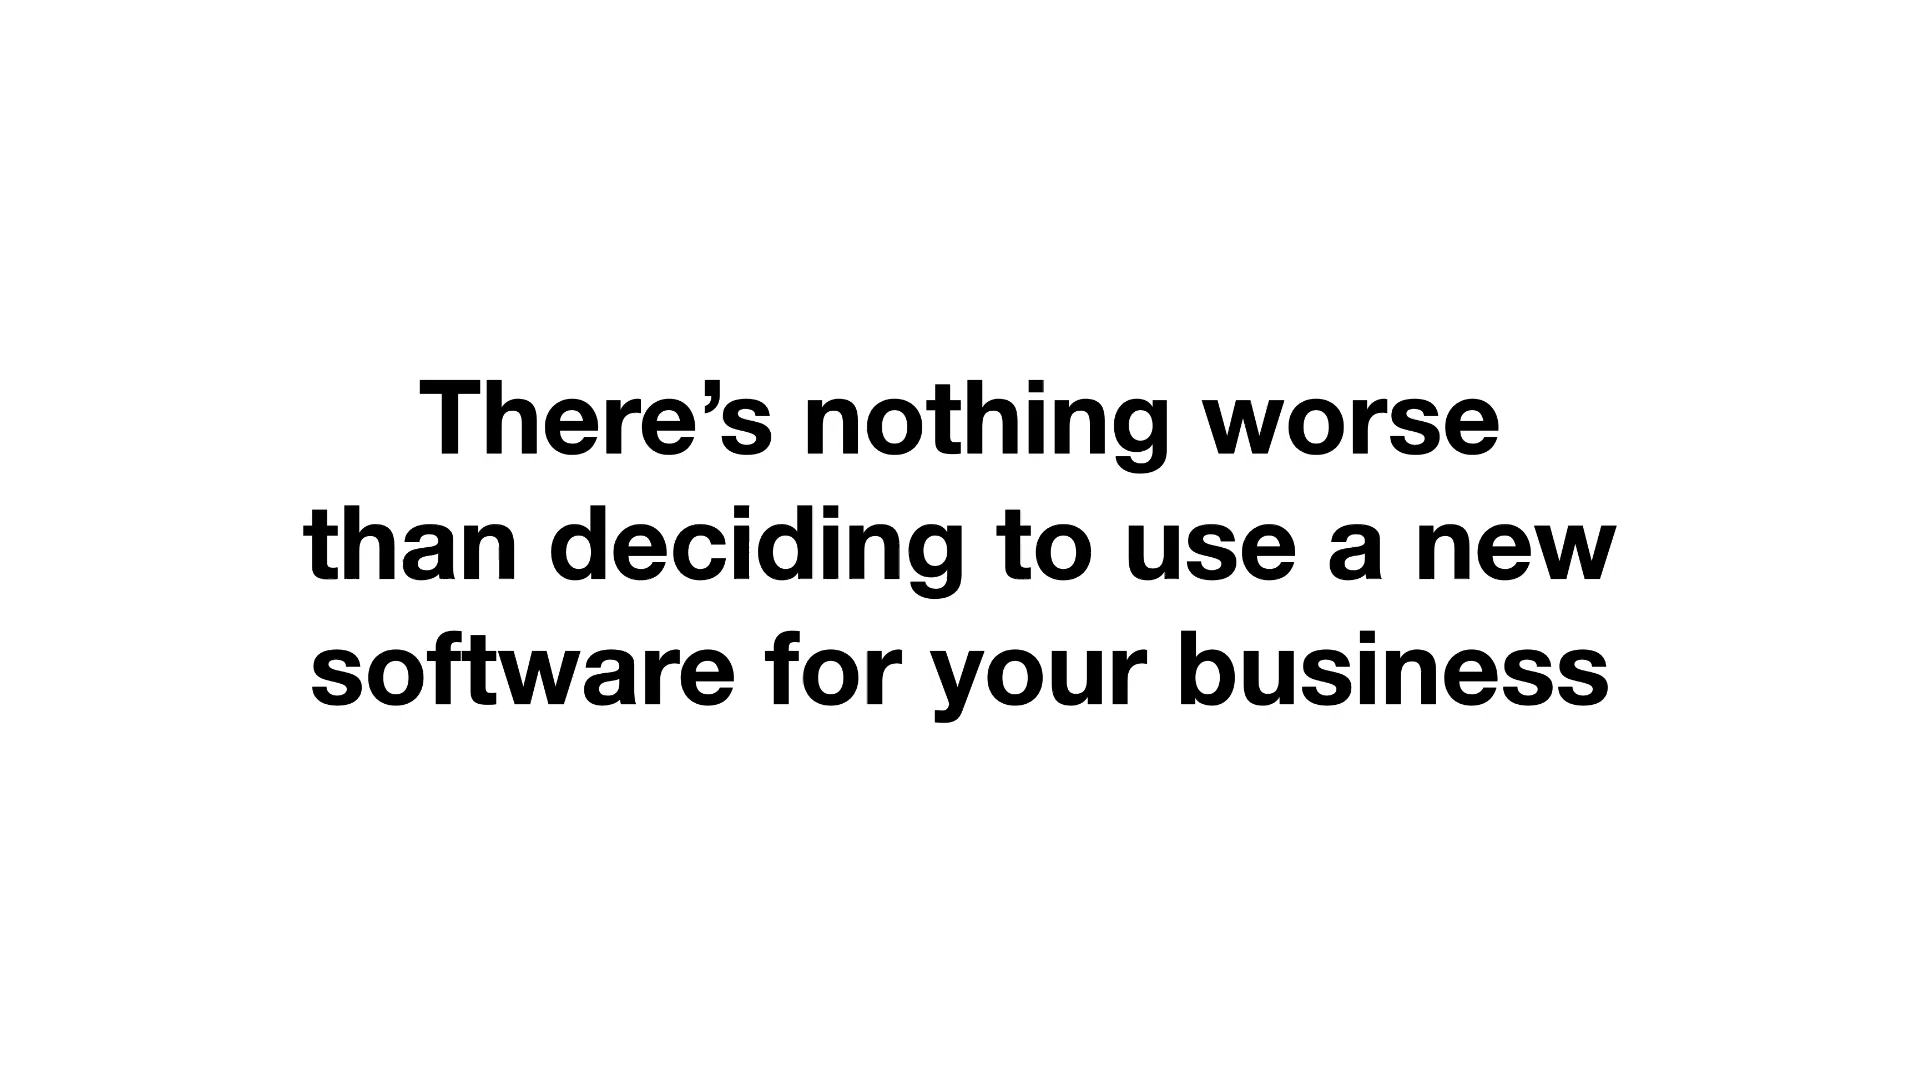 There’s nothing worse
than deciding to use a new
software for your business